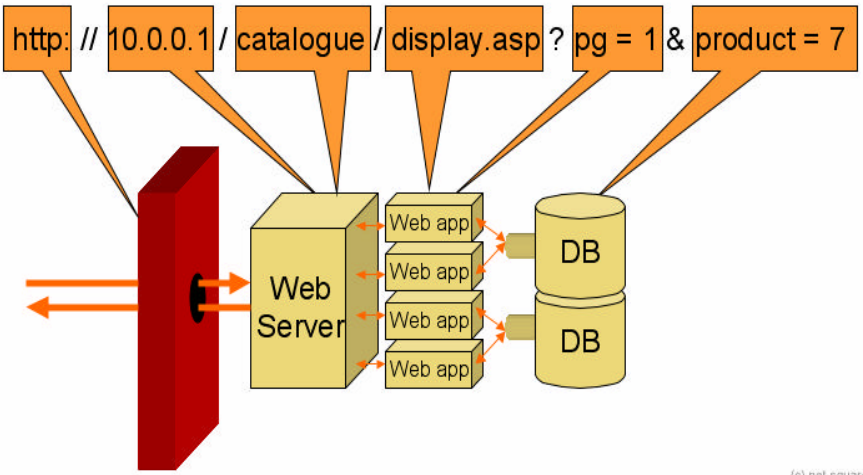 http: // 10.0.0.1 / catalogue / display.asp ? pg = 1 & product = 7
Web app
Web app
Web app
Web app
Web
Server
DB
DB